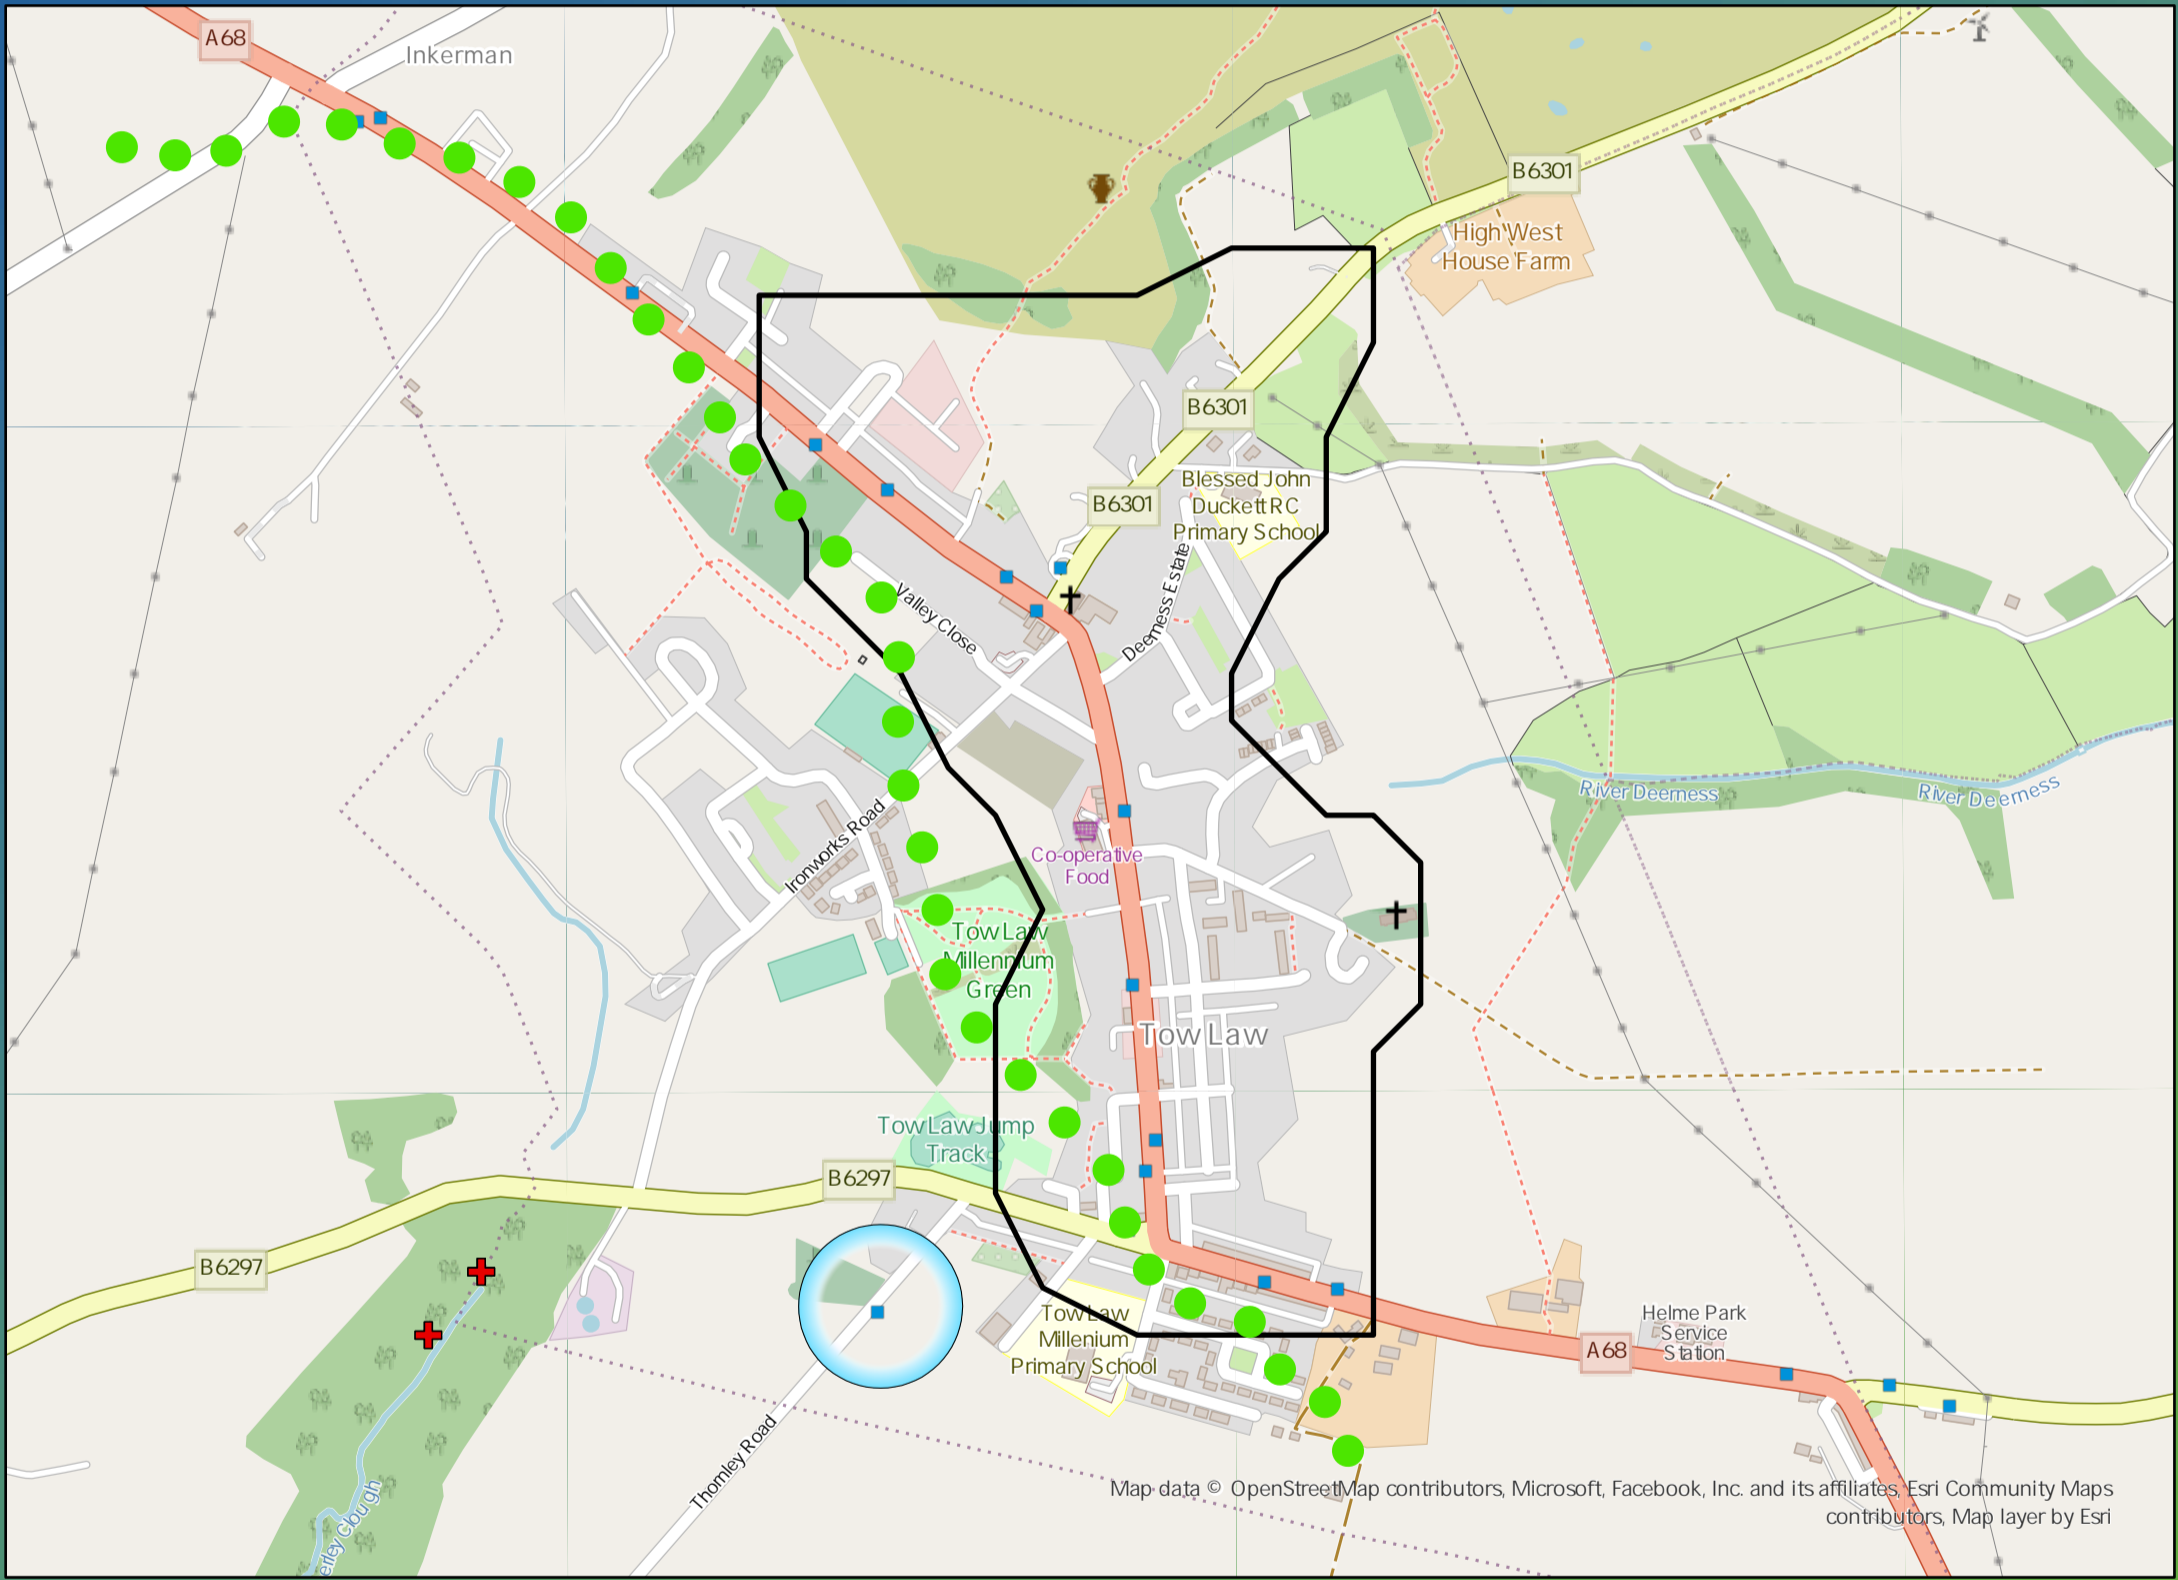 A68
Inkerman
B6301
High West
House Farm
B6301
B6301
Blessed John
Duckett RC
Primary School
Deerness Estate
Valley Close
River Deerness
River Deerness
Ironworks Road
Co-operative
Food
Tow Law
Millennium
Green
Tow Law
Tow Law Jump
Track
B6297
B6297
Tow Law
Millenium
Primary School
Helme Park
Service
Station
A68
Thornley Road
erley Clough
Map data © OpenStreetMap contributors, Microsoft, Facebook, Inc. and its affiliates, Esri Community Maps
contributors, Map layer by Esri